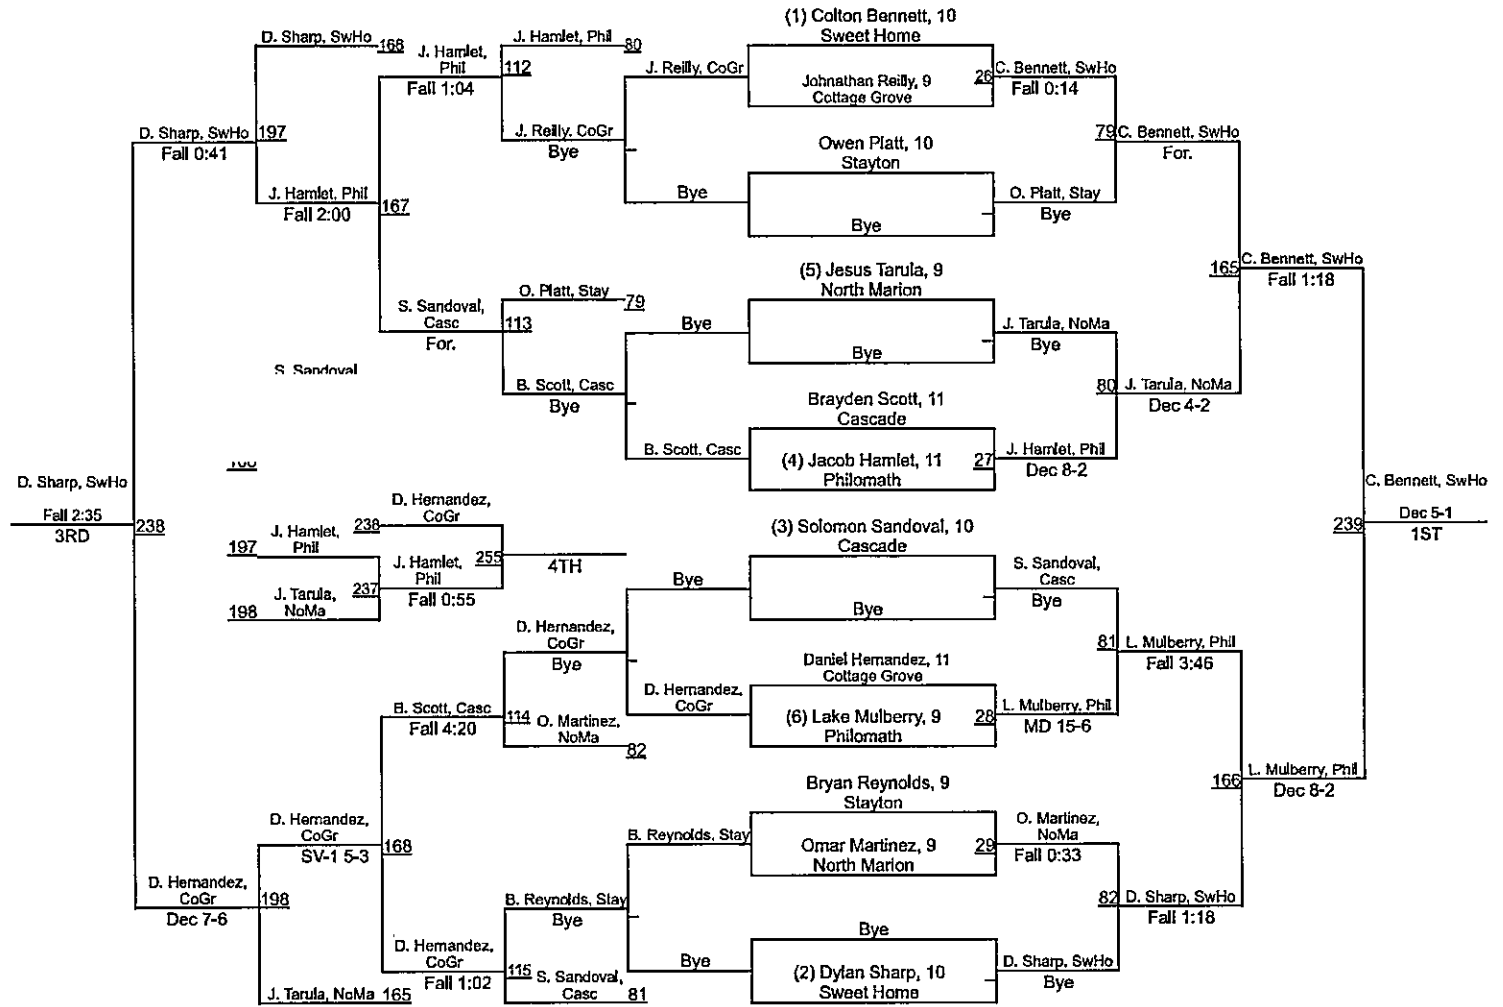 (1) Colton Bennett, 10
Sweet Home
D. Sharp, SwHo
168
J. Hamlet,
Phil
Fall 1:04
J. Hamlet, Phil
80
112
J. Reilly, CoGr
Johnathan Reilly, 9
Cottage Grove
26
C. Bennett, SwHo
Fall 0:14
D. Sharp, SwHo
Fall 0:41
197
J. Reilly, CoGr
Bye
Owen Platt, 10
Stayton
79
C. Bennett, SwHo
For.
J. Hamlet, Phil
Fall 2:00
167
Bye
Bye
O. Platt, Stay
Bye
(5) Jesus Tarula, 9
North Marion
165
C. Bennett, SwHo
Fall 1:18
S. Sandoval,
Casc
For.
O. Platt, Stay
79
113
Bye
Bye
J. Tarula, NoMa
Bye
S. Sandoval
B. Scott, Casc
Bye
Brayden Scott, 11
Cascade
80
J. Tarula, NoMa
Dec 4-2
B. Scott, Casc
(4) Jacob Hamlet, 11
Philomath
27
J. Hamlet, Phil
Dec 8-2
D. Sharp, SwHo
Fall 2:35
3RD
238
D. Hernandez,
CoGr
238
C. Bennett, SwHo
Dec 5-1
1ST
239
197
J. Hamlet,
Phil
J. Hamlet,
Phil
Fall 0:55
255
4TH
(3) Solomon Sandoval, 10
Cascade
198
J. Tarula,
NoMa
237
Bye
Bye
S. Sandoval,
Casc
Bye
D. Hernandez,
CoGr
Bye
Daniel Hernandez, 11
Cottage Grove
81
L. Mulberry, Phil
Fall 3:46
B. Scott, Casc
Fall 4:20
114
O. Martinez,
NoMa
82
D. Hernandez,
CoGr
(6) Lake Mulberry, 9
Philomath
28
L. Mulberry, Phil
MD 15-6
Bryan Reynolds, 9
Stayton
166
L. Mulberry, Phil
Dec 8-2
D. Hernandez,
CoGr
SV-1 5-3
168
B. Reynolds, Stay
Omar Martinez, 9
North Marion
29
O. Martinez,
NoMa
Fall 0:33
D. Hernandez,
CoGr
Dec 7-6
198
B. Reynolds, Stay
Bye
82
D. Sharp, SwHo
Fall 1:18
Bye
D. Hernandez,
CoGr
Fall 1:02
115
S. Sandoval,
Casc
81
Bye
(2) Dylan Sharp, 10
Sweet Home
D. Sharp, SwHo
Bye
J. Tarula, NoMa
165